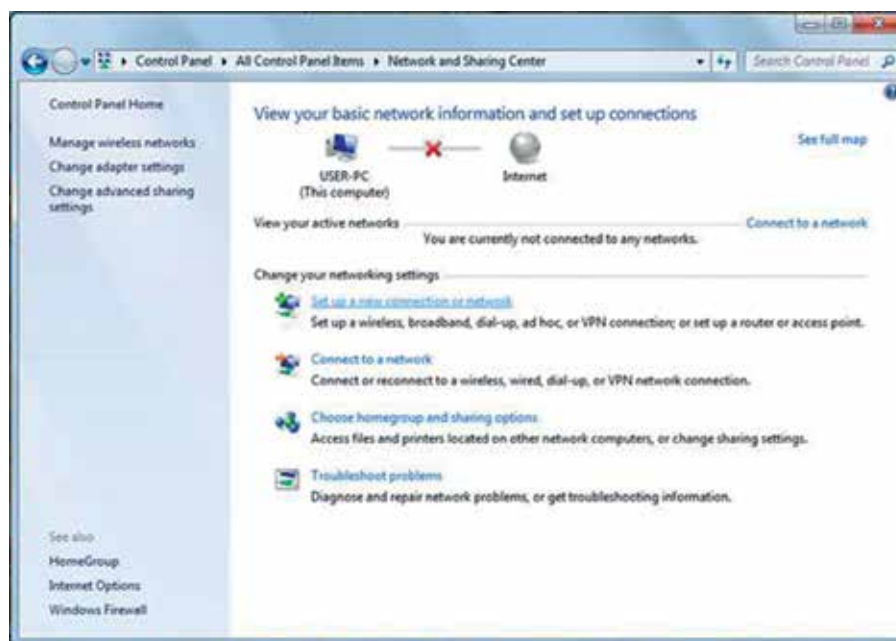 Control Panel ▸ All Control Panel Items ▸ Network and Sharing Center
Search Control Panel
Control Panel Home
Manage wireless networks
Change adapter settings
Change advanced sharing
settings
View your basic network information and set up connections
See full map
USER-PC
(This computer)
Internet
View your active networks
Connect to a network
You are currently not connected to any networks.
Change your networking settings
Set up a new connection or network
Set up a wireless, broadband, dial-up, ad hoc, or VPN connection; or set up a router or access point.
Connect to a network
Connect or reconnect to a wireless, wired, dial-up, or VPN network connection.
Choose homegroup and sharing options
Access files and printers located on other network computers, or change sharing settings.
Troubleshoot problems
Diagnose and repair network problems, or get troubleshooting information.
See also
HomeGroup
Internet Options
Windows Firewall